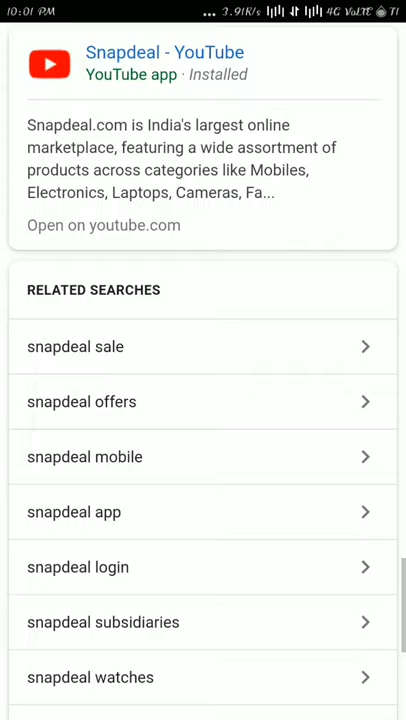 10:01 PM
... 3.91K/s 4G VoLTE 71
Snapdeal - YouTube
YouTube app · Installed
Snapdeal.com is India's largest online
marketplace, featuring a wide assortment of
products across categories like Mobiles,
Electronics, Laptops, Cameras, Fa...
Open on youtube.com
RELATED SEARCHES
snapdeal sale
snapdeal offers
snapdeal mobile
snapdeal app
snapdeal login
snapdeal subsidiaries
snapdeal watches